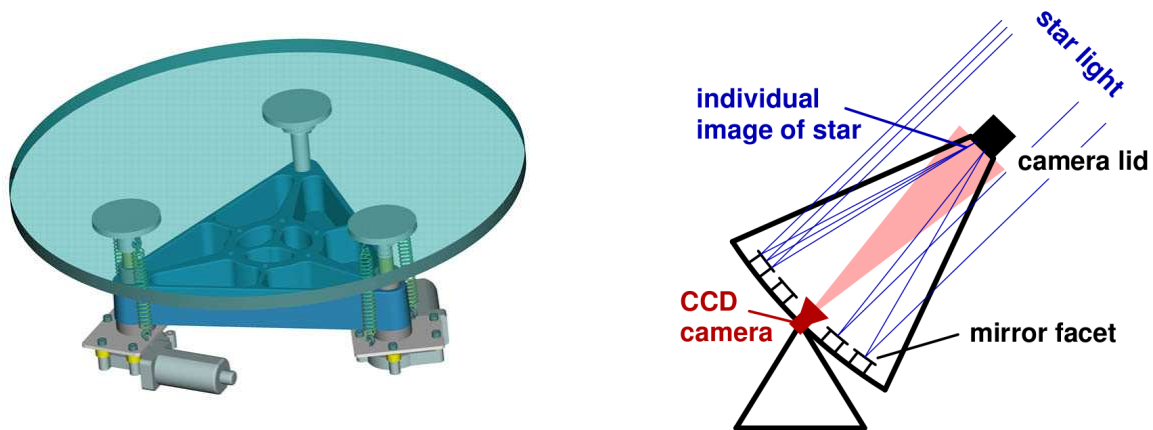 star light
individual
image of star
camera lid
CCD
camera
mirror facet